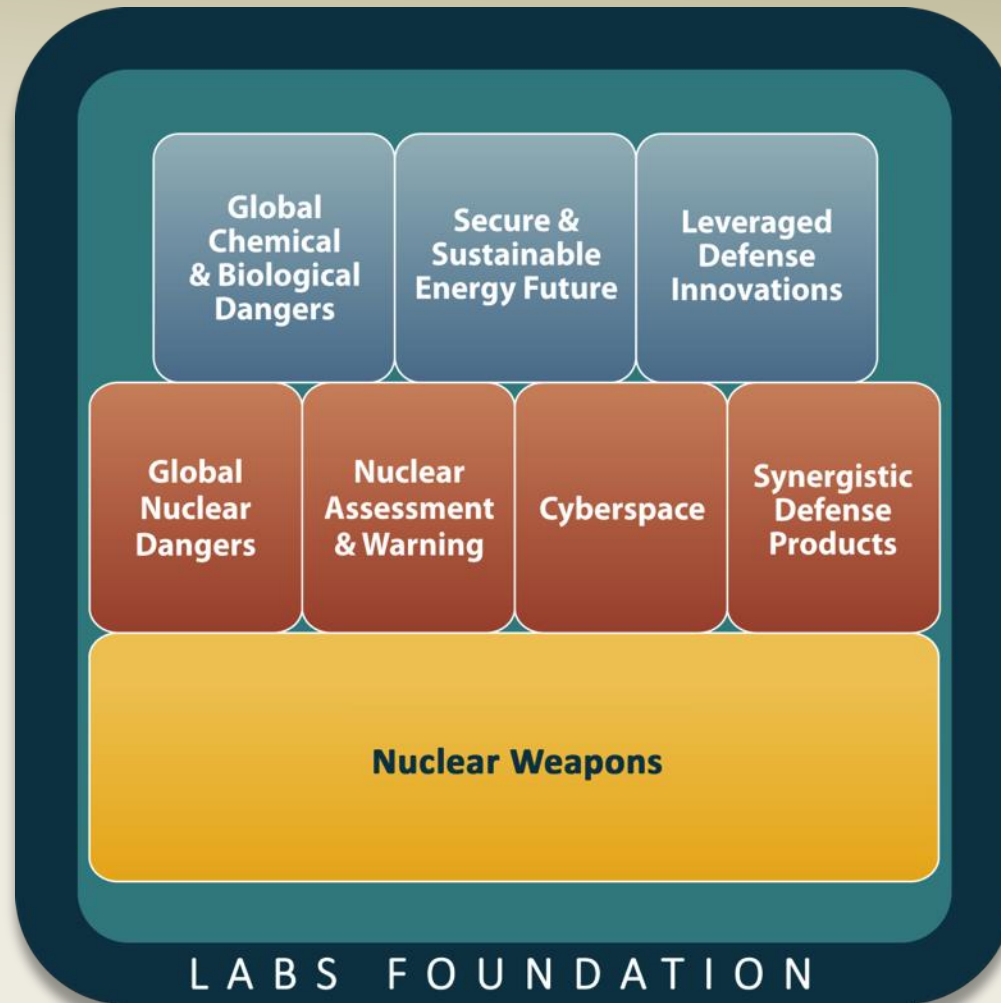 Global
Chemical
& Biological
Dangers
Secure &
Sustainable
Energy Future
Leveraged
Defense
Innovations
Global
Nuclear
Dangers
Nuclear
Assessment
& Warning
Cyberspace
Synergistic
Defense
Products
Nuclear Weapons
LABS FOUNDATION